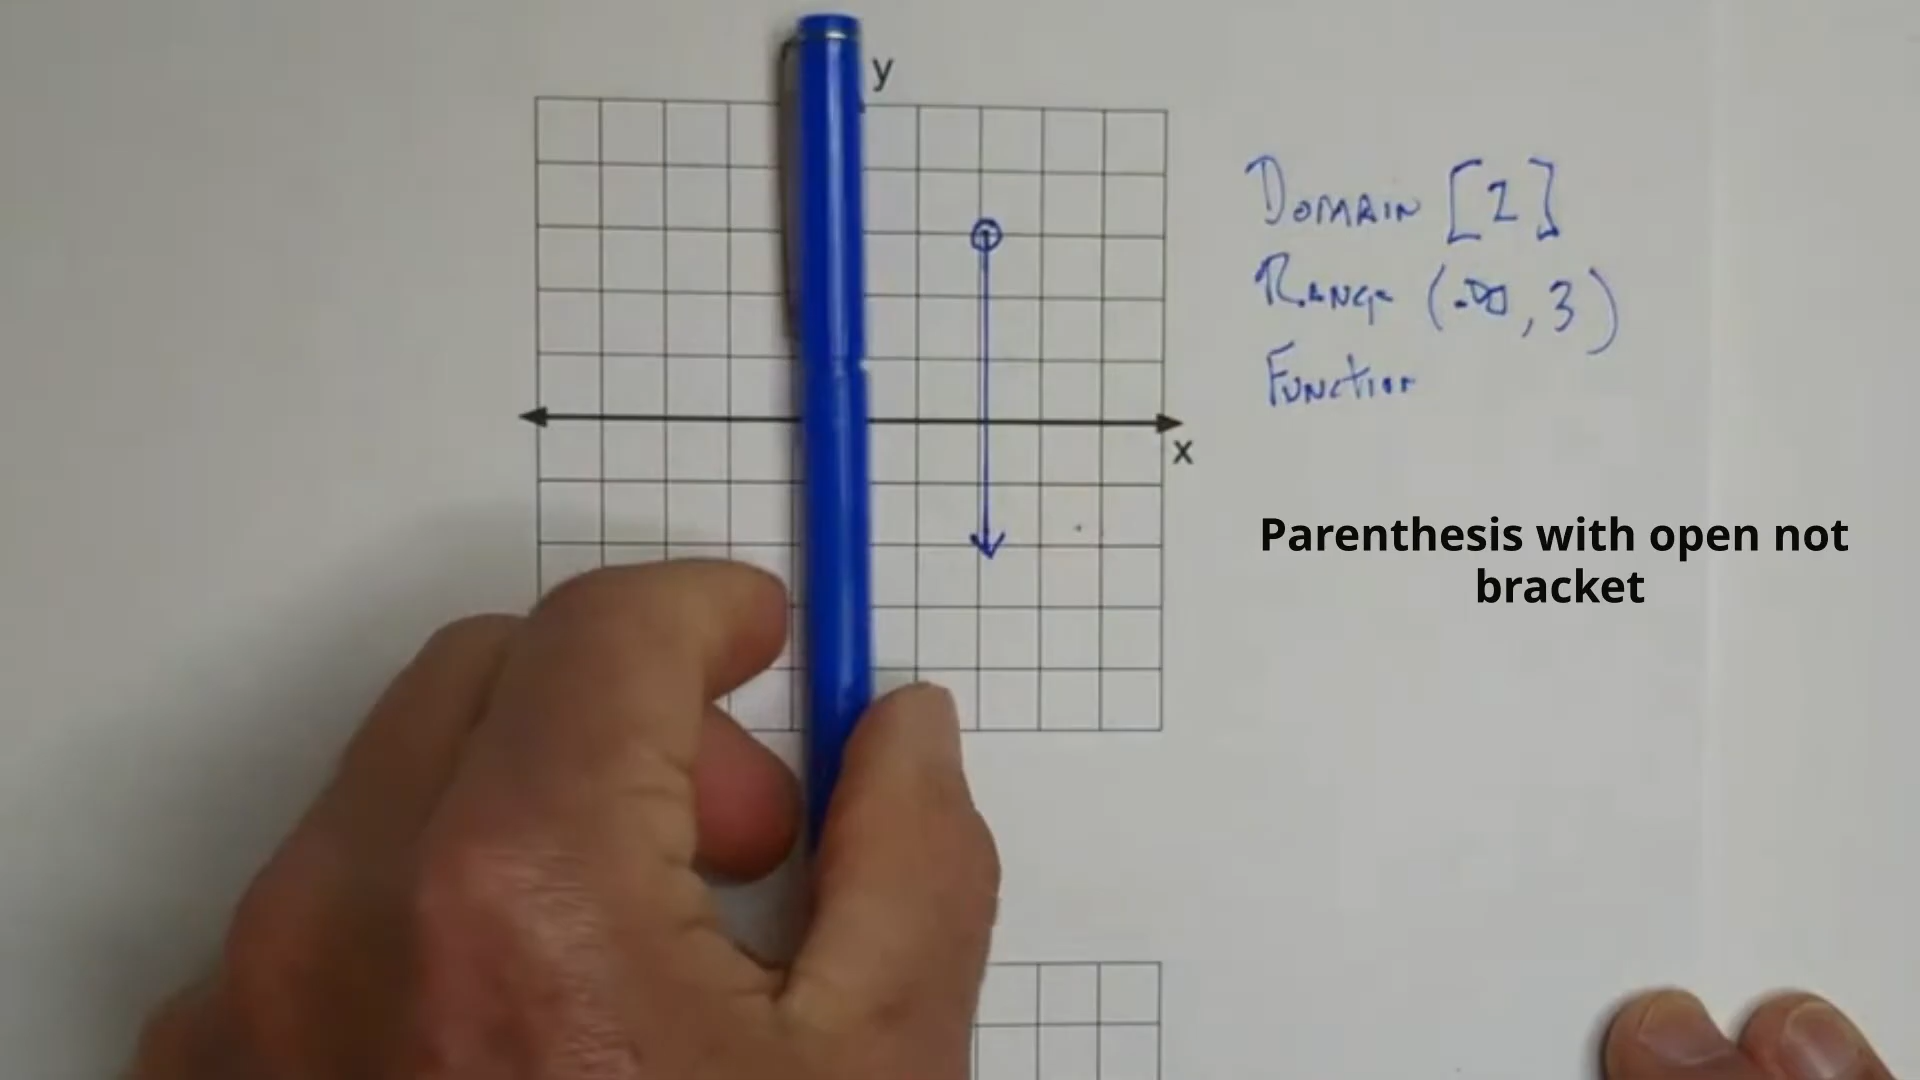 y
Domain [2]
Range (-∞, 3)
Function
x
Parenthesis with open not
bracket